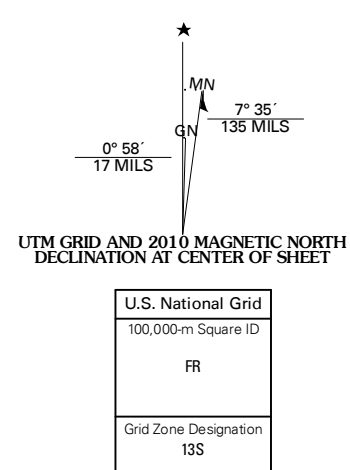 ★
MN
7° 35´
135 MILS
GN
0° 58´
17 MILS
UTM GRID AND 2010 MAGNETIC NORTH
DECLINATION AT CENTER OF SHEET
U.S. National Grid
100,000-m Square ID
FR
Grid Zone Designation
13S